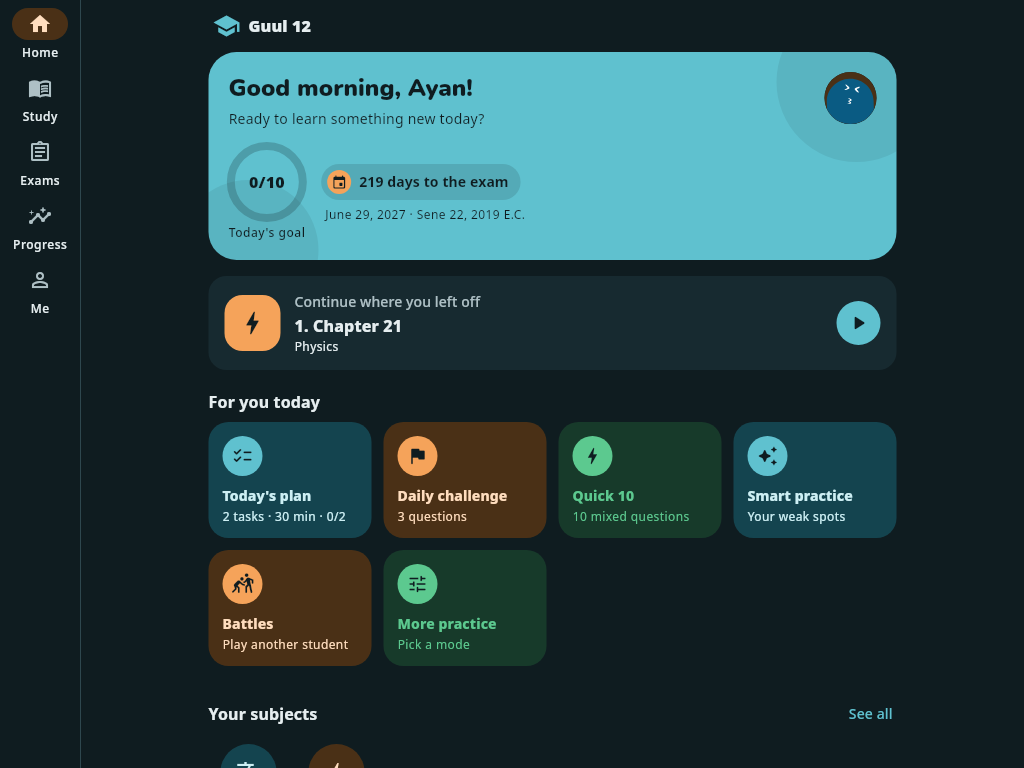 Guul 12
Home
Study
Exams
Progress
Me
Good morning, Ayan!
Ready to learn something new today?
0/10
Today's goal
219 days to the exam
June 29, 2027 · Sene 22, 2019 E.C.
Continue where you left off
1. Chapter 21
Physics
For you today
Today's plan
2 tasks · 30 min · 0/2
Daily challenge
3 questions
Quick 10
10 mixed questions
Smart practice
Your weak spots
Battles
Play another student
More practice
Pick a mode
Your subjects
See all